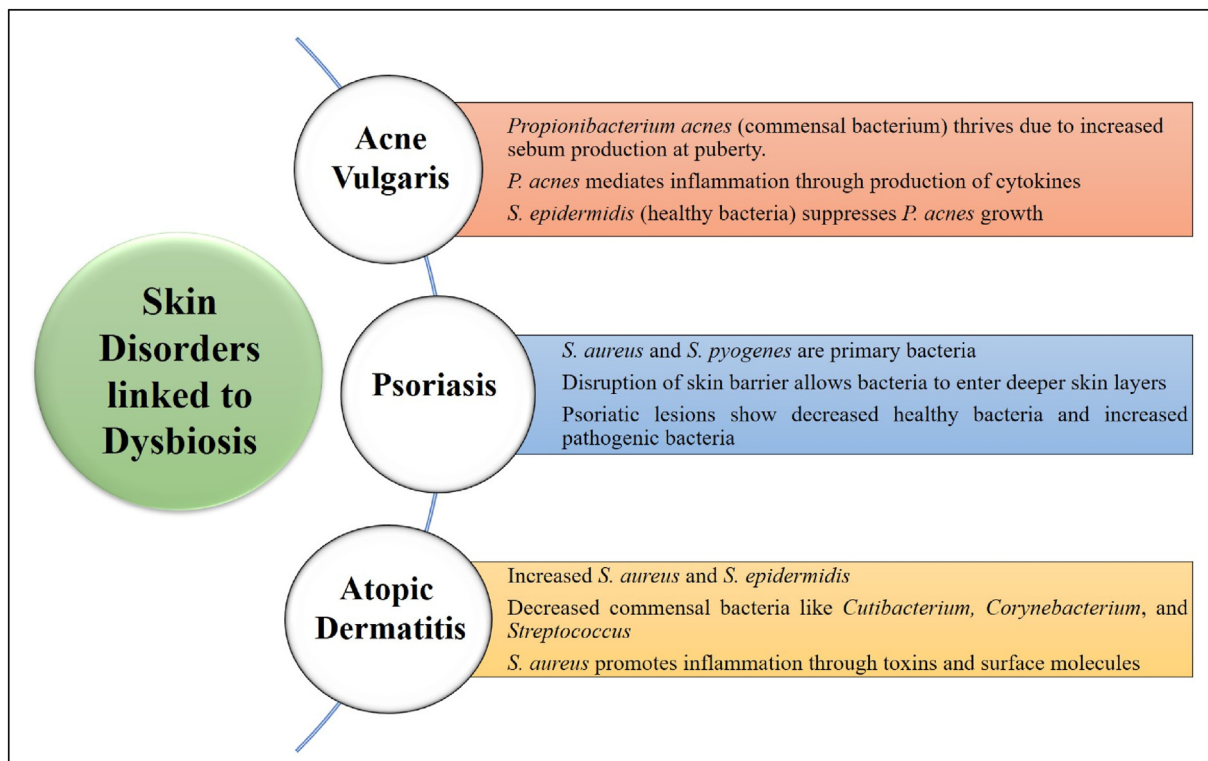 Skin
Disorders
linked to
Dysbiosis
Acne
Vulgaris
Propionibacterium acnes (commensal bacterium) thrives due to increased
sebum production at puberty.
P. acnes mediates inflammation through production of cytokines
S. epidermidis (healthy bacteria) suppresses P. acnes growth
Psoriasis
S. aureus and S. pyogenes are primary bacteria
Disruption of skin barrier allows bacteria to enter deeper skin layers
Psoriatic lesions show decreased healthy bacteria and increased
pathogenic bacteria
Atopic
Dermatitis
Increased S. aureus and S. epidermidis
Decreased commensal bacteria like Cutibacterium, Corynebacterium, and
Streptococcus
S. aureus promotes inflammation through toxins and surface molecules